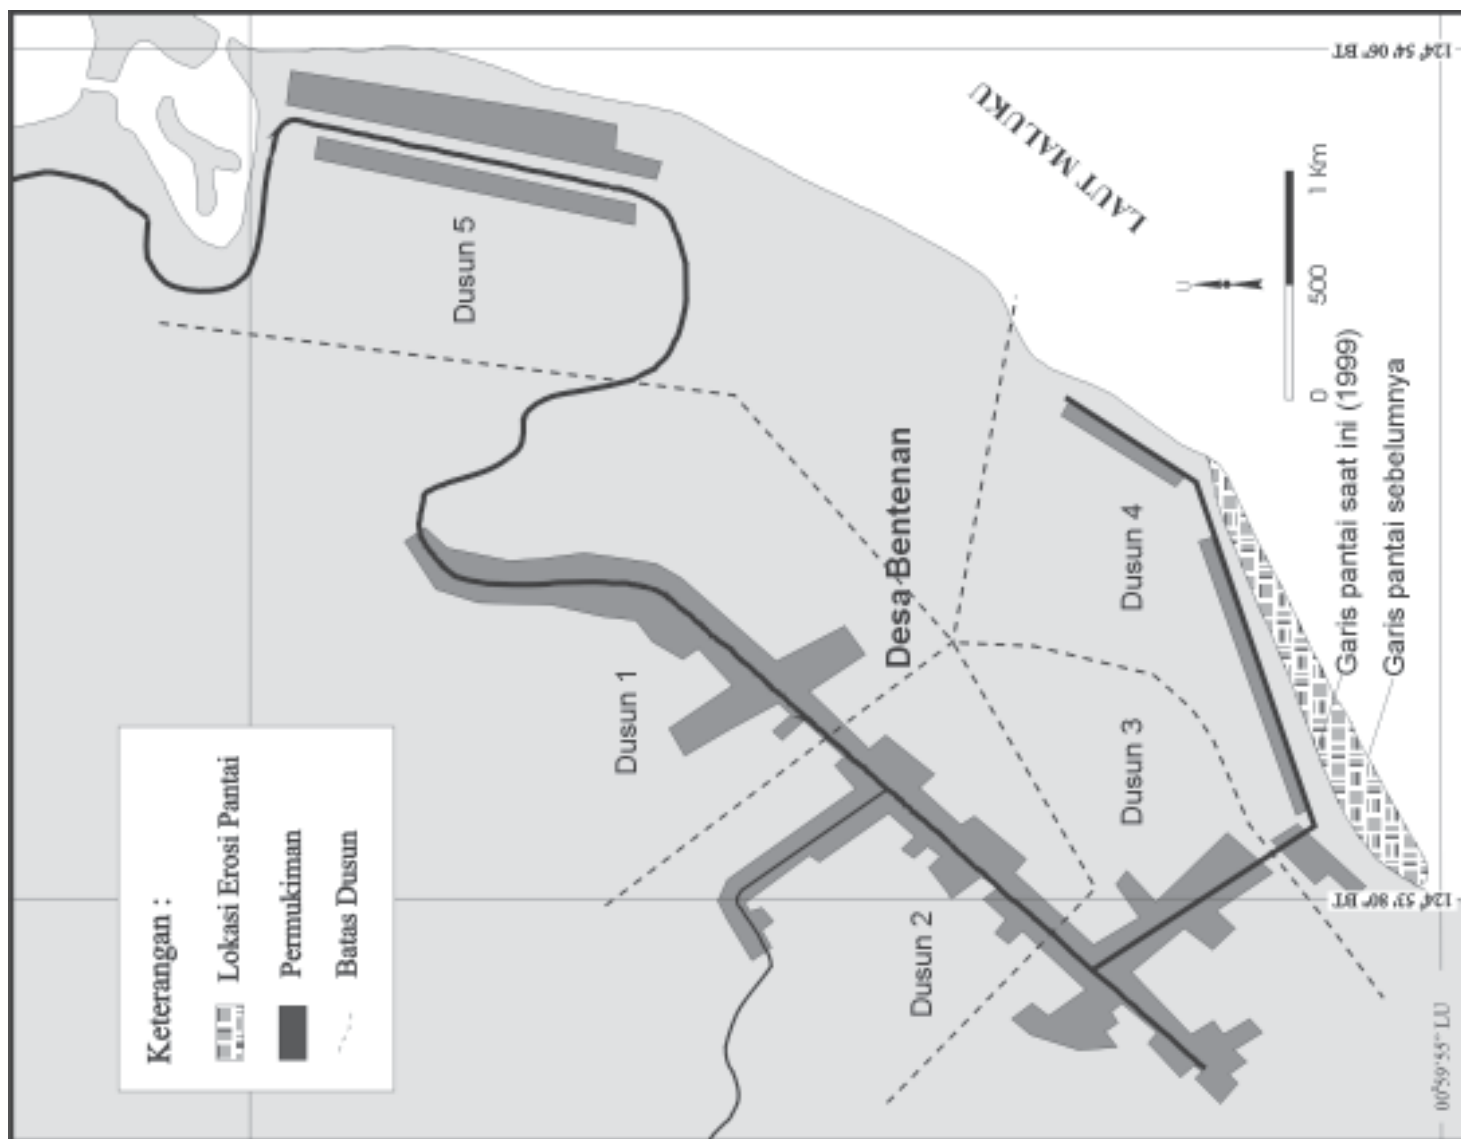 Keterangan :
Lokasi Erosi Pantai
Permukiman
Batas Dusun
Dusun 5
Dusun 1
Desa Bentenan
Dusun 4
Dusun 3
Dusun 2
LAUT MALUKU
0 500 1 Km
Garis pantai saat ini (1999)
Garis pantai sebelumnya
124° 54' 06" BT
124° 53' 80" BT
00°59'55" LU